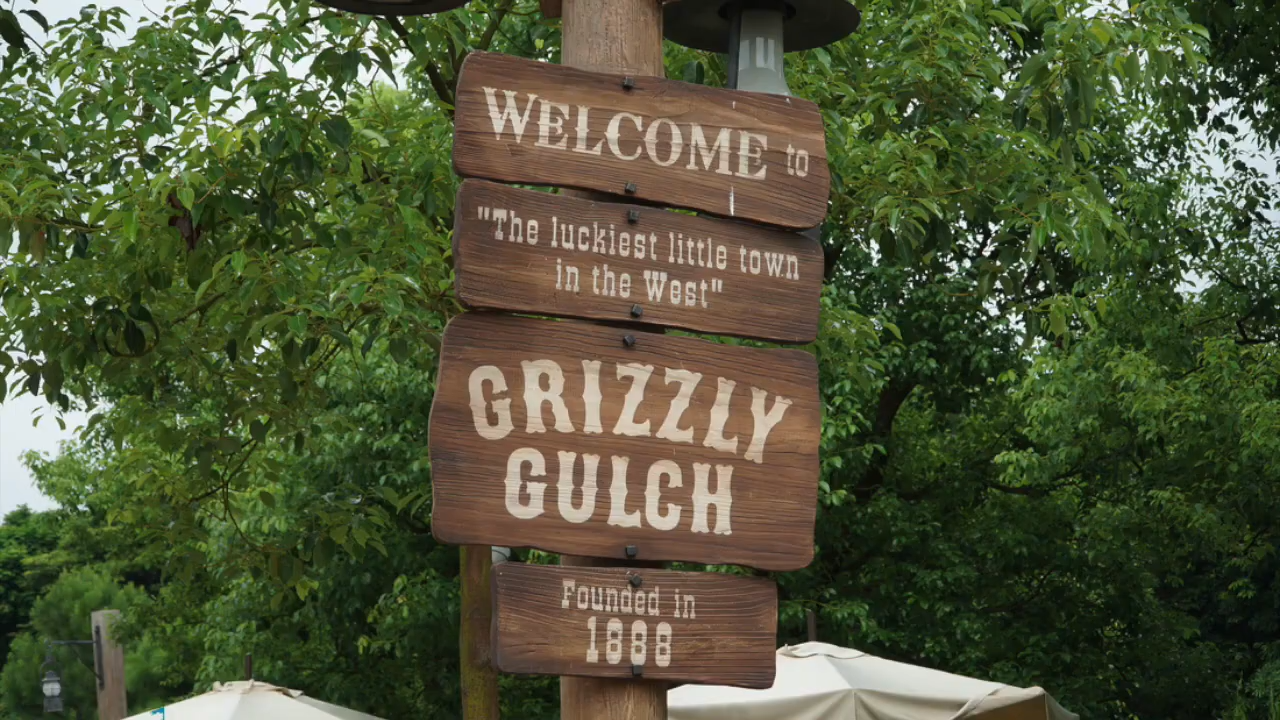 WELCOME to
"The luckiest little town
in the West"
GRIZZLY
GULCH
Founded in
1888